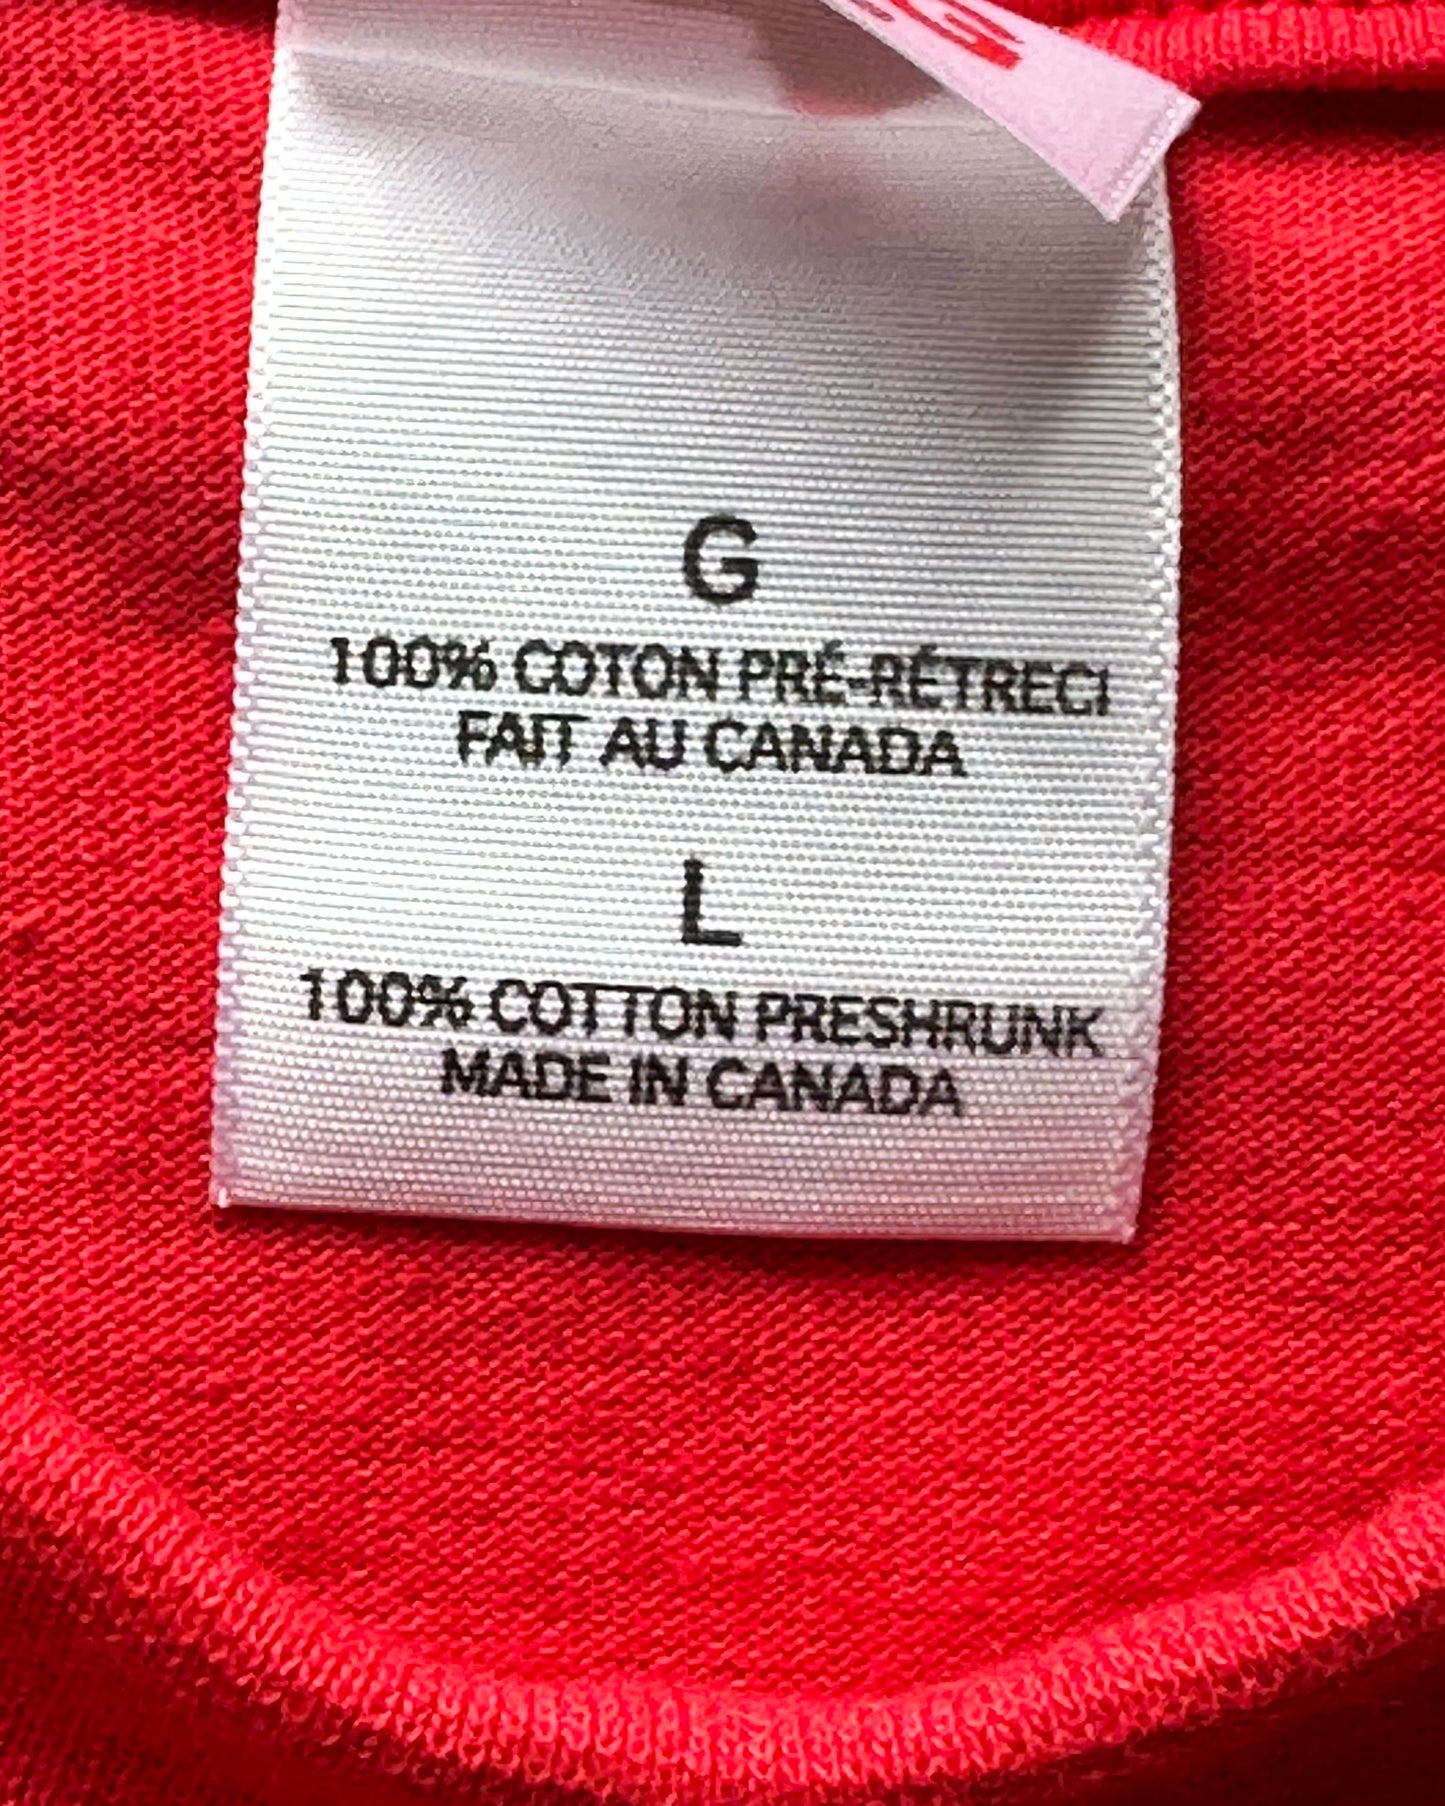 G
100% COTON PRÉ-RÉTRECI
FAIT AU CANADA
L
100% COTTON PRESHRUNK
MADE IN CANADA